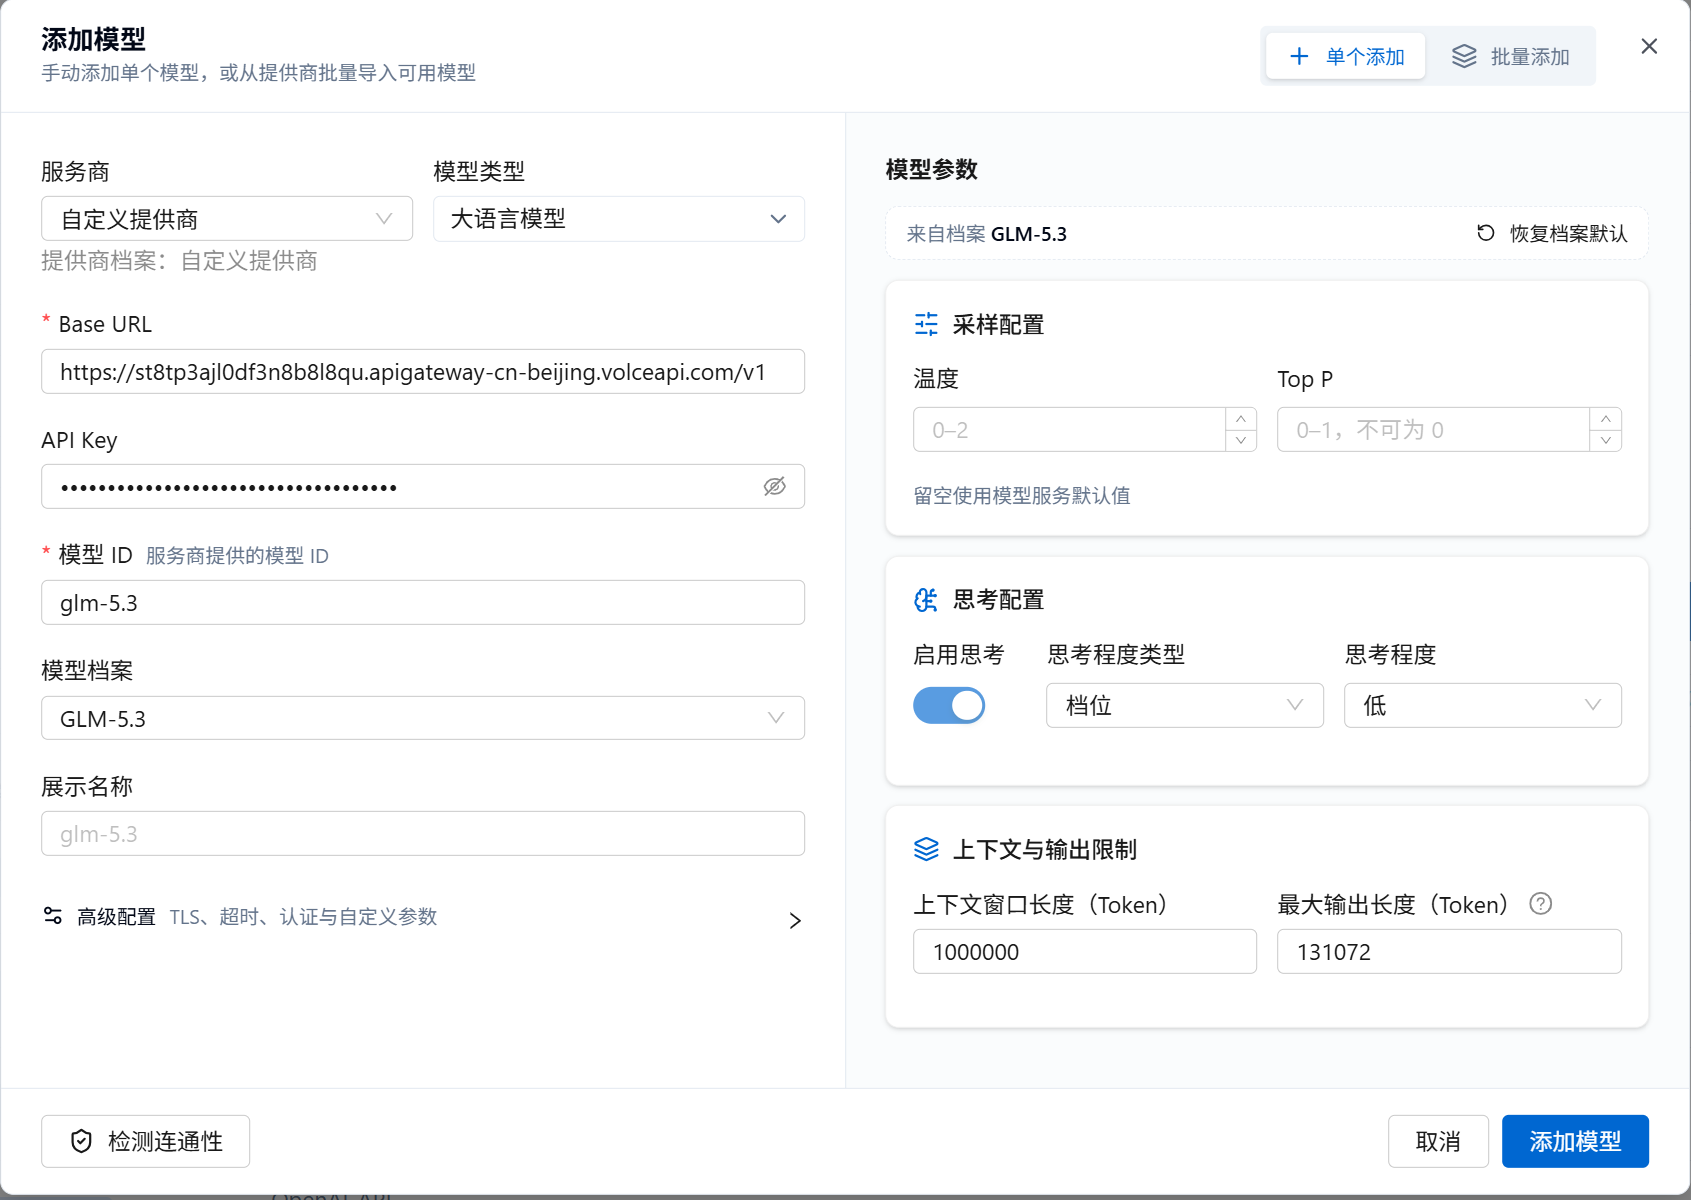 添加模型
手动添加单个模型，或从提供商批量导入可用模型
单个添加
批量添加
服务商
模型类型
自定义提供商
大语言模型
提供商档案：自定义提供商
* Base URL
https://st8tp3ajl0df3n8b8l8qu.apigateway-cn-beijing.volceapi.com/v1
API Key
••••••••••••••••••••••••••••••••••••
* 模型 ID 服务商提供的模型 ID
glm-5.3
模型档案
GLM-5.3
展示名称
glm-5.3
高级配置 TLS、超时、认证与自定义参数
模型参数
来自档案 GLM-5.3
恢复档案默认
采样配置
温度
Top P
0–2
0–1，不可为 0
留空使用模型服务默认值
思考配置
启用思考
思考程度类型
思考程度
档位
低
上下文与输出限制
上下文窗口长度（Token）
最大输出长度（Token）
1000000
131072
检测连通性
取消
添加模型